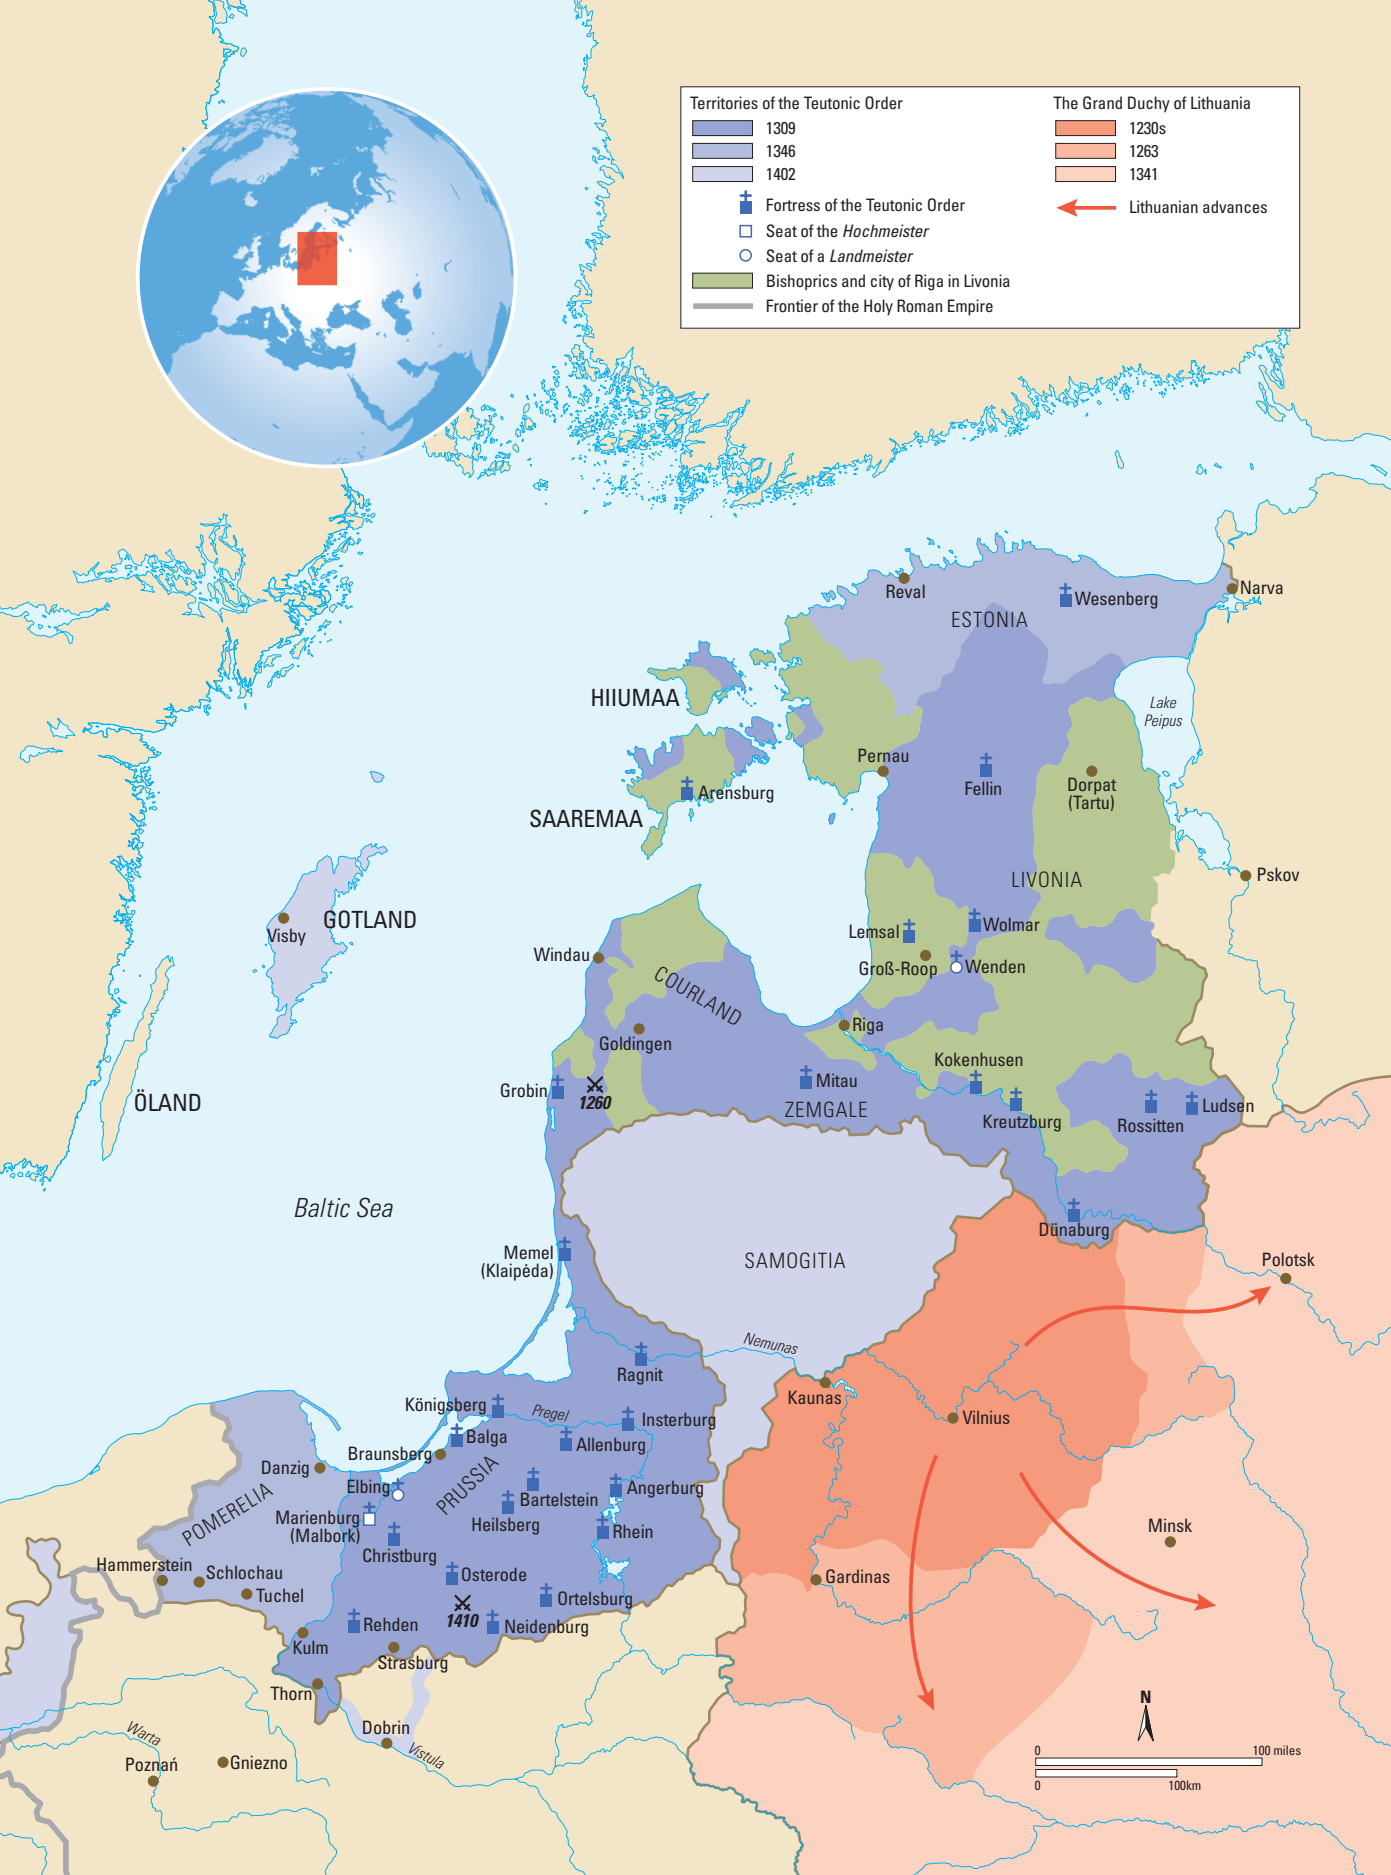 Territories of the Teutonic Order
1309
1346
1402
Fortress of the Teutonic Order
Seat of the Hochmeister
Seat of a Landmeister
Bishoprics and city of Riga in Livonia
Frontier of the Holy Roman Empire
The Grand Duchy of Lithuania
1230s
1263
1341
Lithuanian advances
Reval
Wesenberg
Narva
ESTONIA
HIIUMAA
Lake
Peipus
Pernau
Fellin
Dorpat
(Tartu)
Arensburg
SAAREMAA
Pskov
LIVONIA
GOTLAND
Visby
Lemsal
Wolmar
Windau
Groß-Roop
Wenden
COURLAND
Riga
Goldingen
Kokenhusen
Grobin
1260
Mitau
ZEMGALE
Kreutzburg
Rossitten
Ludsen
ÖLAND
Baltic Sea
Dünaburg
Memel
(Klaipėda)
SAMOGITIA
Polotsk
Nemunas
Ragnit
Kaunas
Königsberg
Pregel
Insterburg
Vilnius
Balga
Allenburg
Braunsberg
Danzig
PRUSSIA
Elbing
Angerburg
Bartelstein
POMERELIA
Marienburg
(Malbork)
Heilsberg
Rhein
Minsk
Christburg
Hammerstein
Schlochau
Osterode
Gardinas
Tuchel
Ortelsburg
1410
Rehden
Neidenburg
Kulm
Strasburg
Thorn
Dobrin
Vistula
Warta
Poznań
Gniezno
N
0
100 miles
0
100km